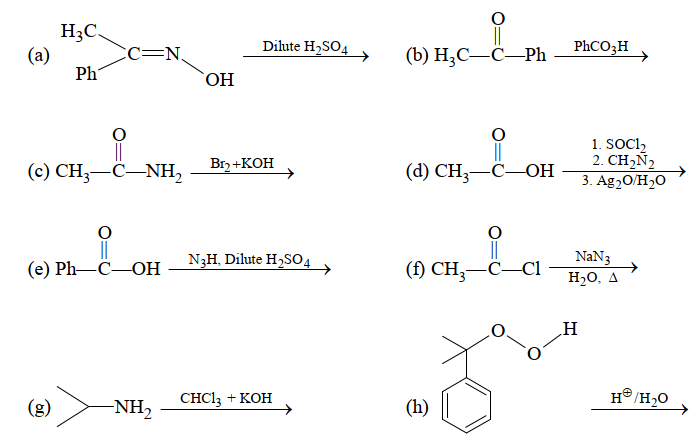 (a) H₃C Ph C=N OH Dilute H₂SO₄
(b) H₃C—C—Ph O PhCO₃H
(c) CH₃—C—NH₂ O Br₂+KOH
(d) CH₃—C—OH O 1. SOCl₂ 2. CH₂N₂ 3. Ag₂O/H₂O
(e) Ph—C—OH O N₃H, Dilute H₂SO₄
(f) CH₃—C—Cl O NaN₃ H₂O, Δ
(g) —NH₂ CHCl₃ + KOH
(h) O O H H⊕/H₂O